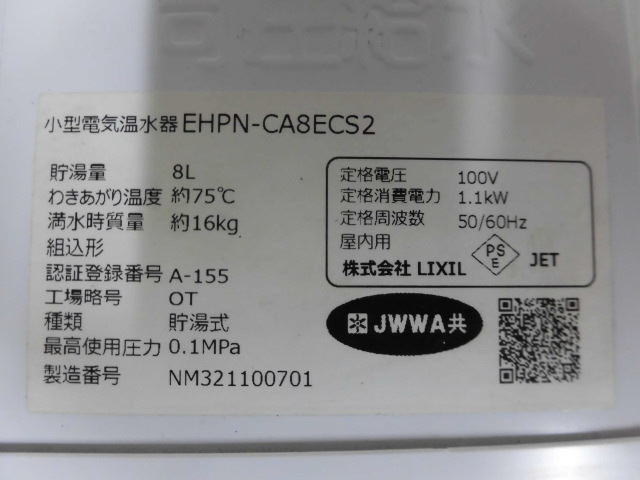 小型電気温水器 EHPN-CA8ECS2
貯湯量 8L
わきあがり温度 約75℃
満水時質量 約16kg
組込形
認証登録番号 A-155
工場略号 OT
種類 貯湯式
最高使用圧力 0.1MPa
製造番号 NM321100701
定格電圧 100V
定格消費電力 1.1kW
定格周波数 50/60Hz
屋内用
株式会社 LIXIL
PS
E
JET
JWWA共